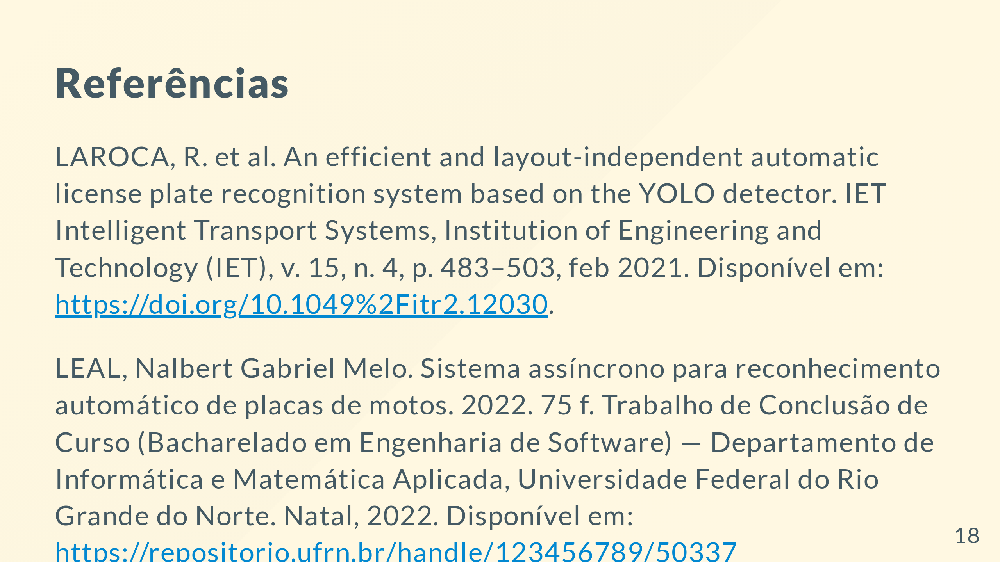 Referências
LAROCA, R. et al. An efficient and layout-independent automatic
license plate recognition system based on the YOLO detector. IET
Intelligent Transport Systems, Institution of Engineering and
Technology (IET), v. 15, n. 4, p. 483–503, feb 2021. Disponível em:
https://doi.org/10.1049%2Fitr2.12030.
LEAL, Nalbert Gabriel Melo. Sistema assíncrono para reconhecimento
automático de placas de motos. 2022. 75 f. Trabalho de Conclusão de
Curso (Bacharelado em Engenharia de Software) — Departamento de
Informática e Matemática Aplicada, Universidade Federal do Rio
Grande do Norte. Natal, 2022. Disponível em:
https://repositorio.ufrn.br/handle/123456789/50337
18